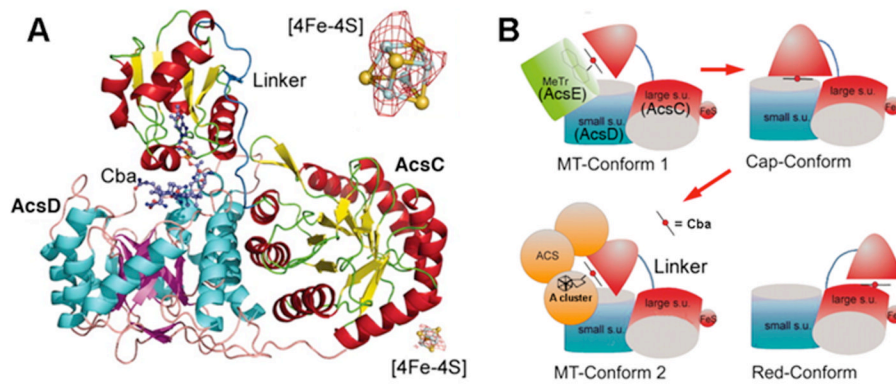 A
[4Fe-4S]
Linker
Cba
AcsD
AcsC
[4Fe-4S]
B
MeTr
(AcsE)
large s.u.
(AcsC)
FeS
small s.u.
(AcsD)
MT-Conform 1
large s.u.
FeS
small s.u.
Cap-Conform
= Cba
ACS
A cluster
Linker
large s.u.
FeS
small s.u.
MT-Conform 2
large s.u.
FeS
small s.u.
Red-Conform